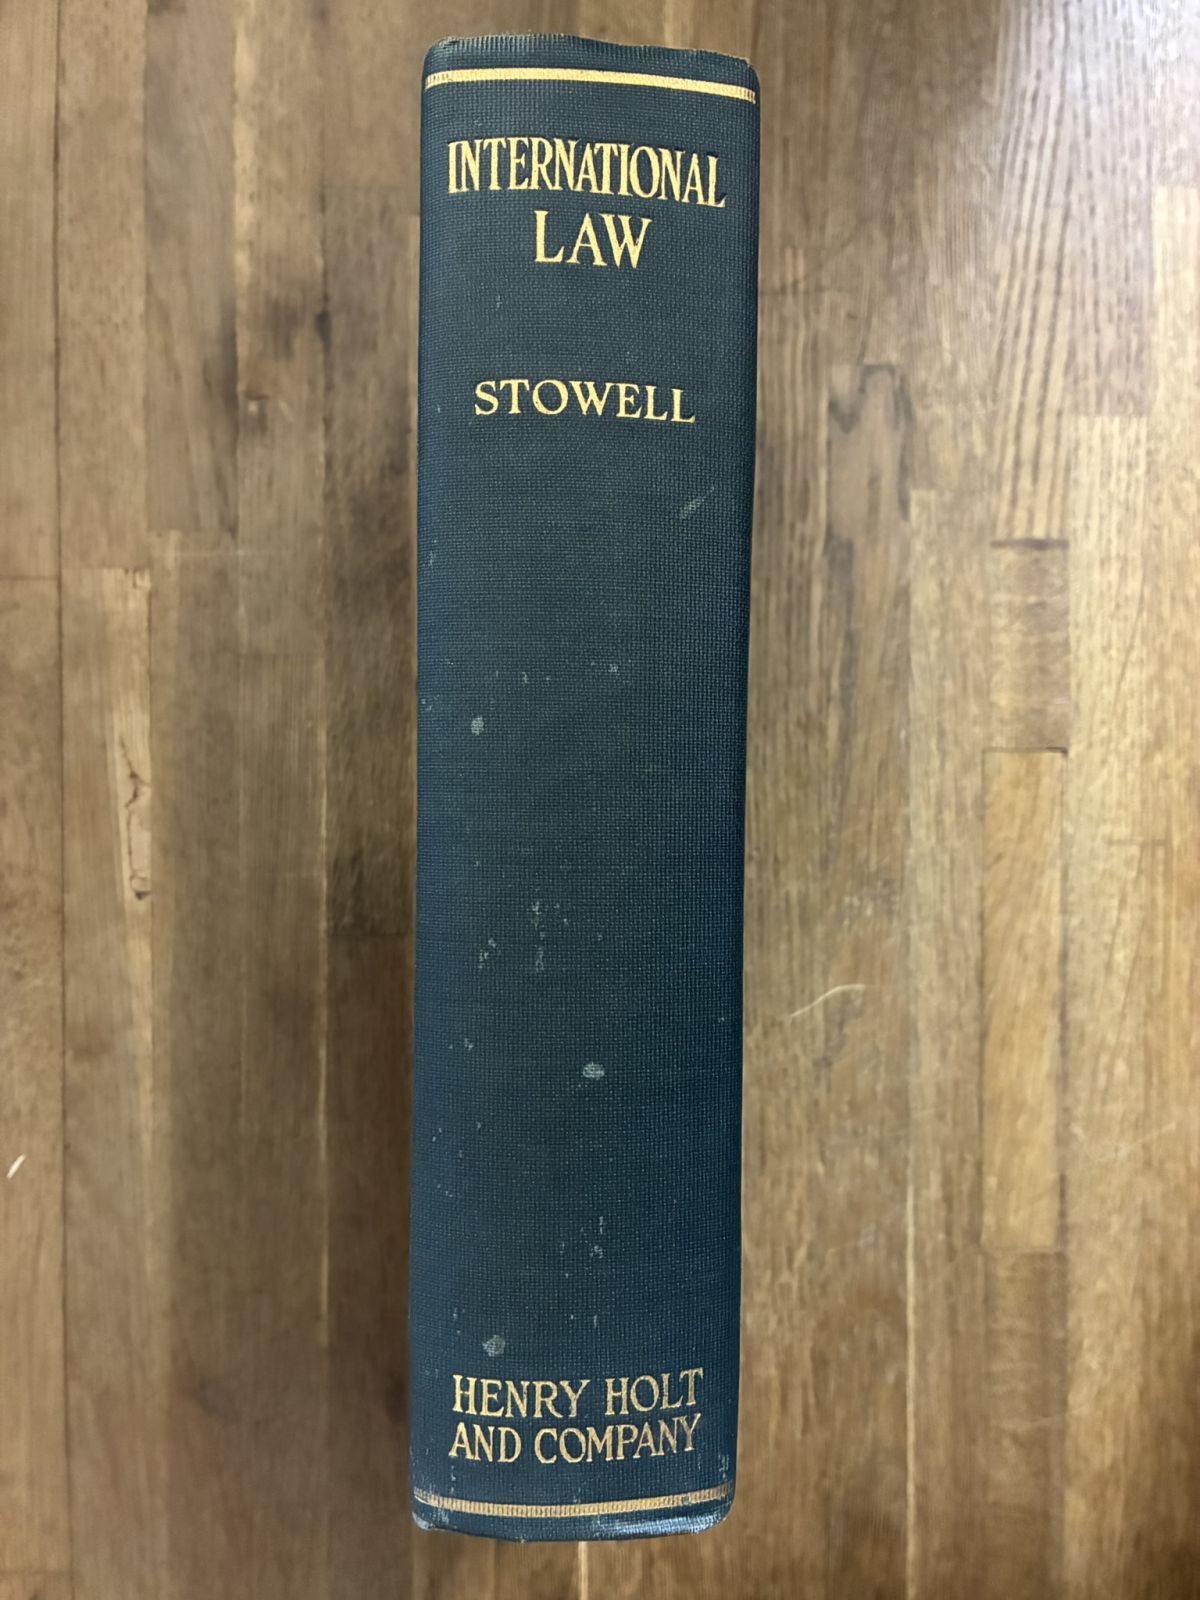 INTERNATIONAL
LAW
STOWELL
HENRY HOLT
AND COMPANY